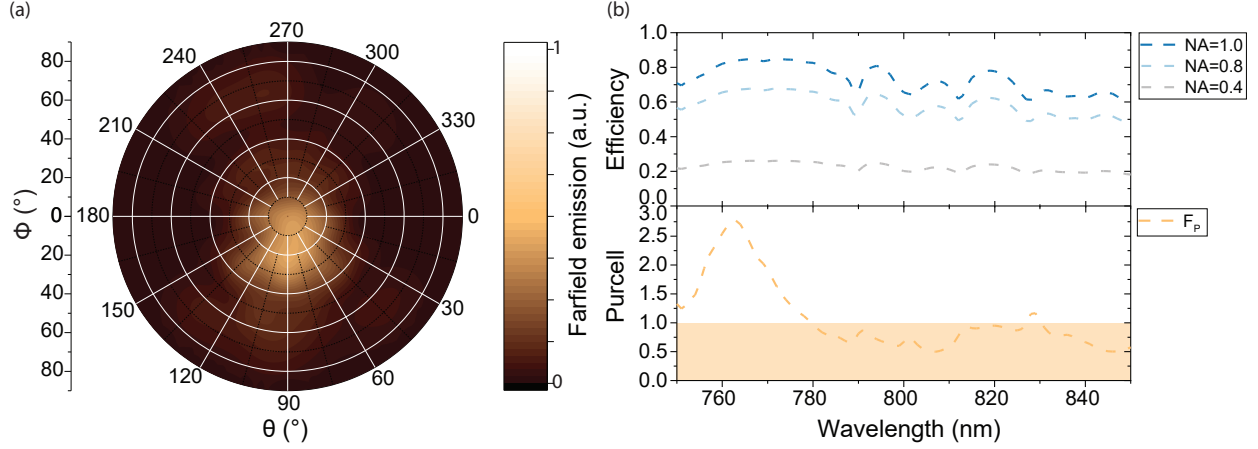 (a)
270
240
300
210
330
180
0
150
30
120
60
90
θ (°)
80
60
40
20
0
20
40
60
80
Φ (°)
1
0
Farfield emission (a.u.)
(b)
1.0
0.8
0.6
0.4
0.2
0.0
Efficiency
NA=1.0
NA=0.8
NA=0.4
3.0
2.5
2.0
1.5
1.0
0.5
0.0
Purcell
F_P
760 780 800 820 840
Wavelength (nm)